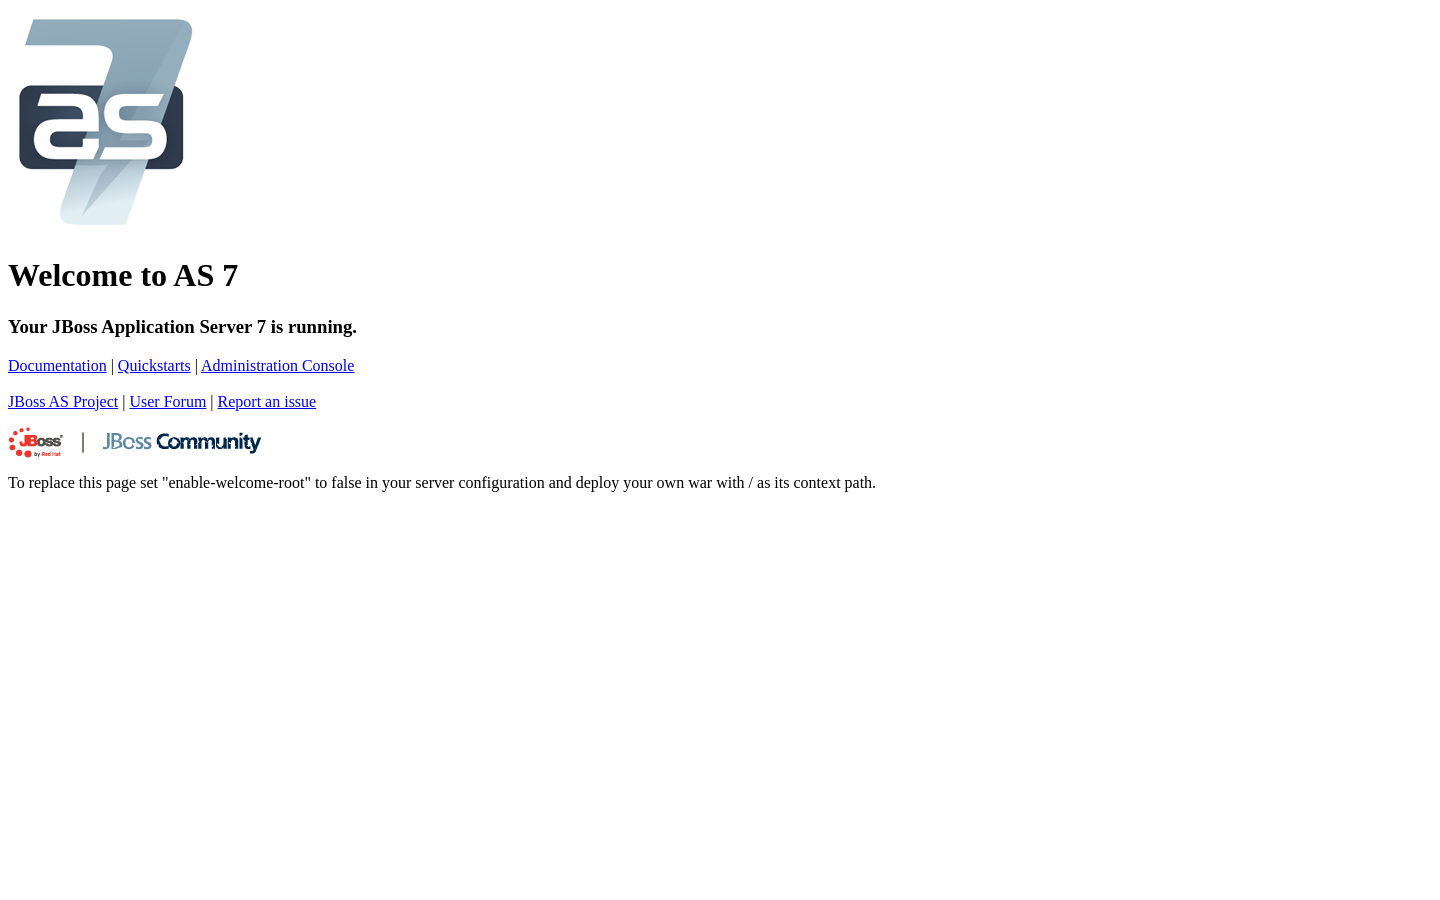 as
7
Welcome to AS 7
Your JBoss Application Server 7 is running.
Documentation | Quickstarts | Administration Console
JBoss AS Project | User Forum | Report an issue
JBoss by Red Hat | JBoss Community
To replace this page set "enable-welcome-root" to false in your server configuration and deploy your own war with / as its context path.